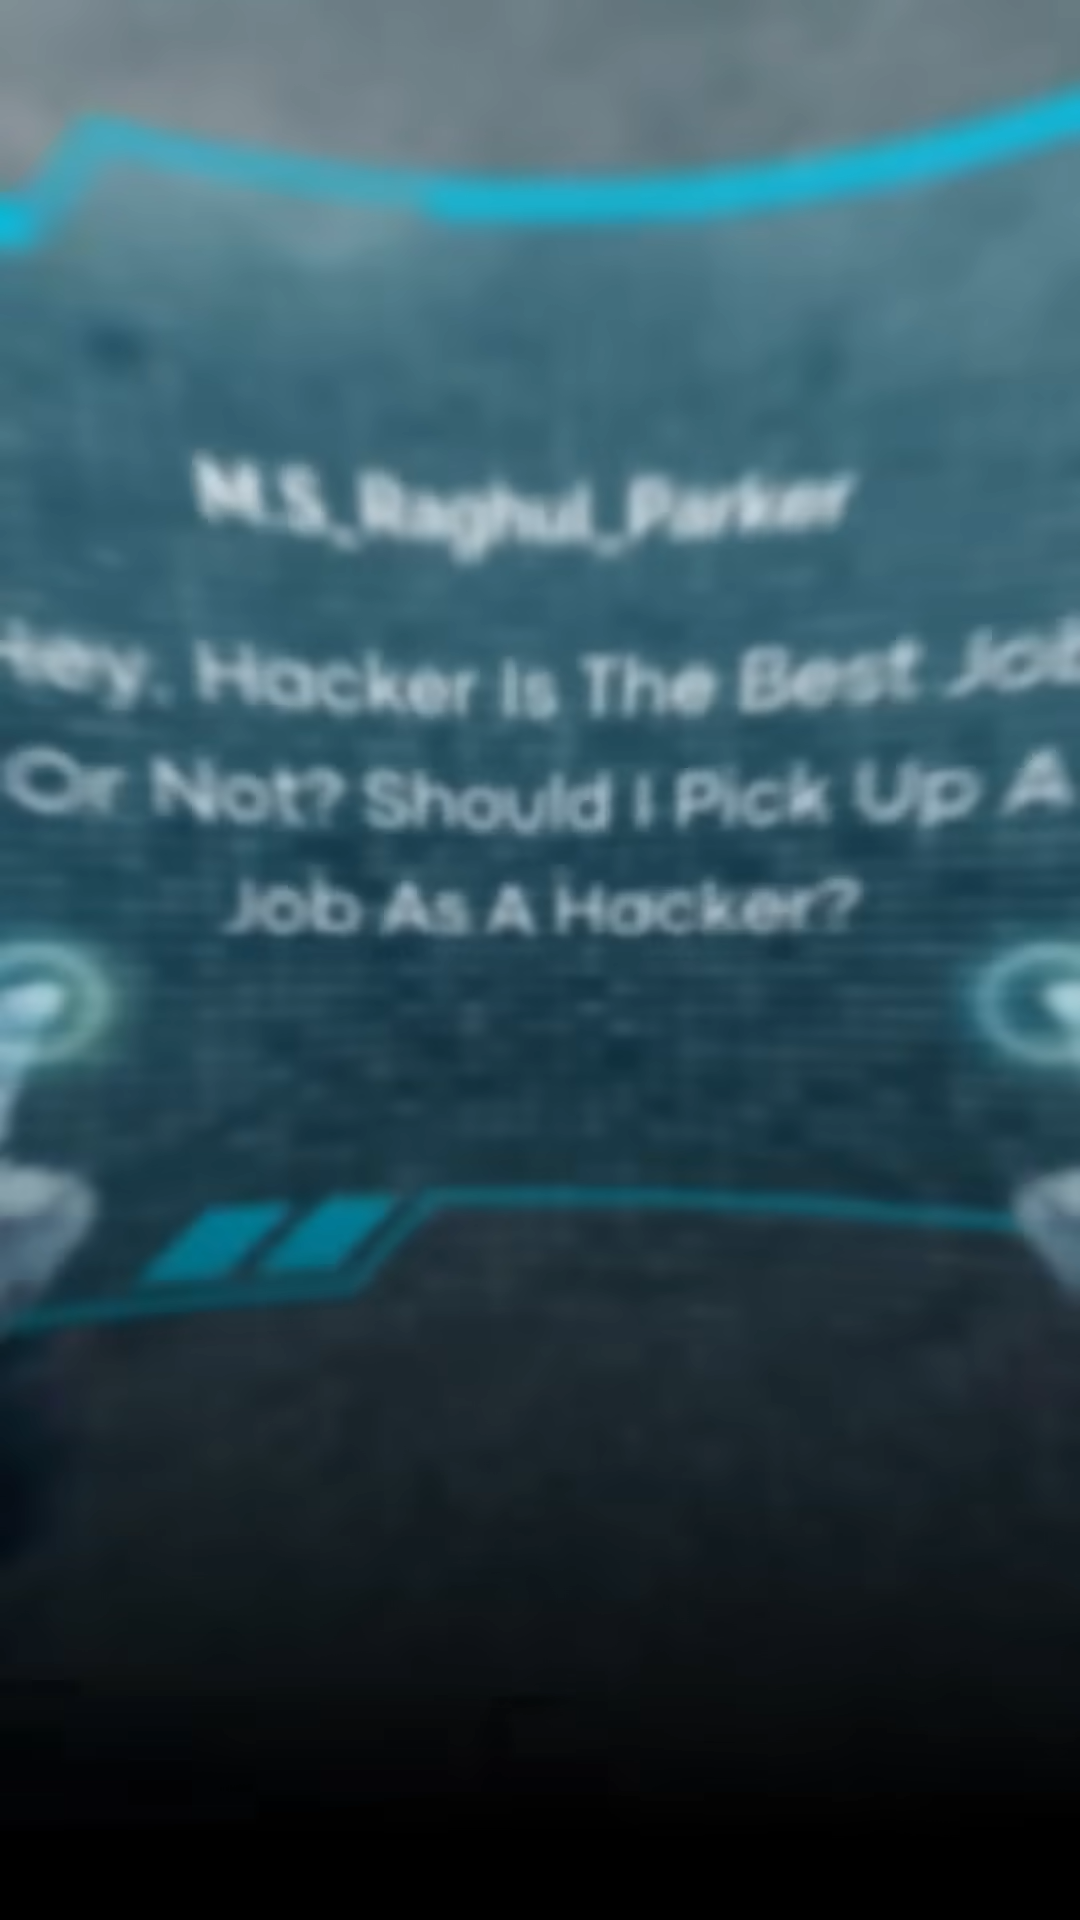 M.S_Raghul_Parker
Hey. Hacker Is The Best Job
Or Not? Should I Pick Up A
Job As A Hacker?